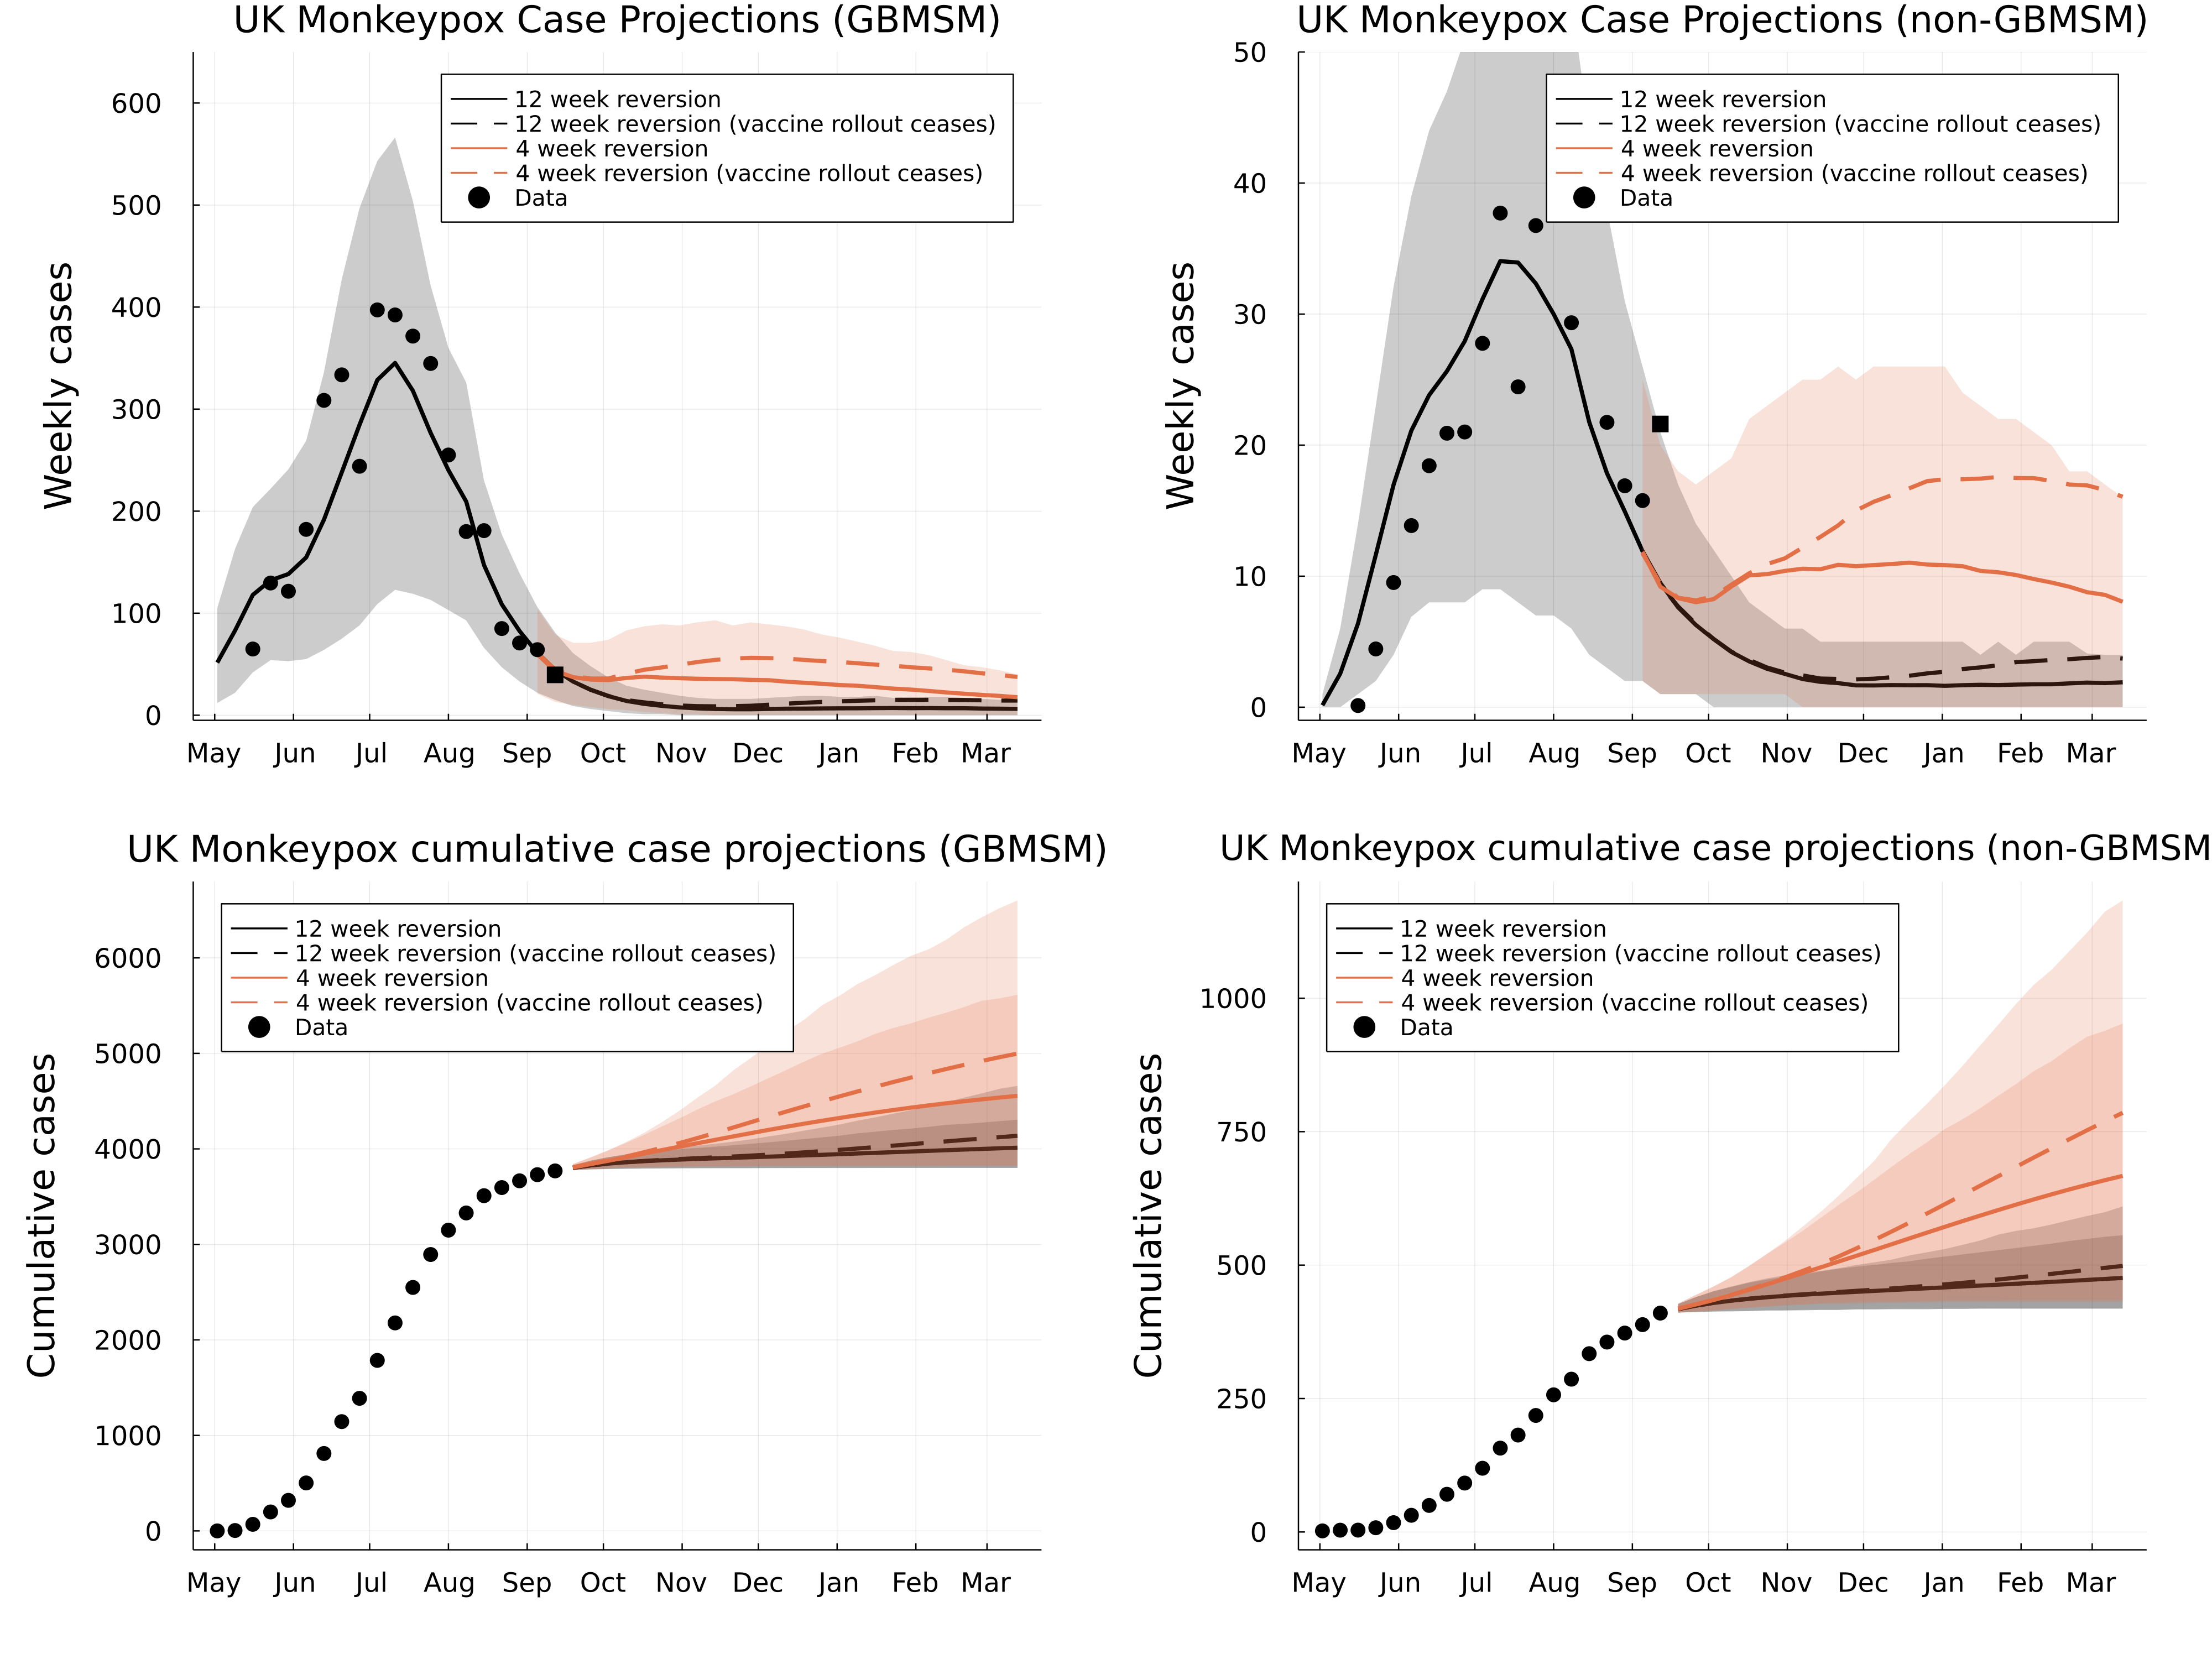 UK Monkeypox Case Projections (GBMSM)
Weekly cases
600
500
400
300
200
100
0
12 week reversion
12 week reversion (vaccine rollout ceases)
4 week reversion
4 week reversion (vaccine rollout ceases)
Data
May Jun Jul Aug Sep Oct Nov Dec Jan Feb Mar
UK Monkeypox Case Projections (non-GBMSM)
Weekly cases
50
40
30
20
10
0
12 week reversion
12 week reversion (vaccine rollout ceases)
4 week reversion
4 week reversion (vaccine rollout ceases)
Data
May Jun Jul Aug Sep Oct Nov Dec Jan Feb Mar
UK Monkeypox cumulative case projections (GBMSM)
Cumulative cases
6000
5000
4000
3000
2000
1000
0
12 week reversion
12 week reversion (vaccine rollout ceases)
4 week reversion
4 week reversion (vaccine rollout ceases)
Data
May Jun Jul Aug Sep Oct Nov Dec Jan Feb Mar
UK Monkeypox cumulative case projections (non-GBMSM
Cumulative cases
1000
750
500
250
0
12 week reversion
12 week reversion (vaccine rollout ceases)
4 week reversion
4 week reversion (vaccine rollout ceases)
Data
May Jun Jul Aug Sep Oct Nov Dec Jan Feb Mar